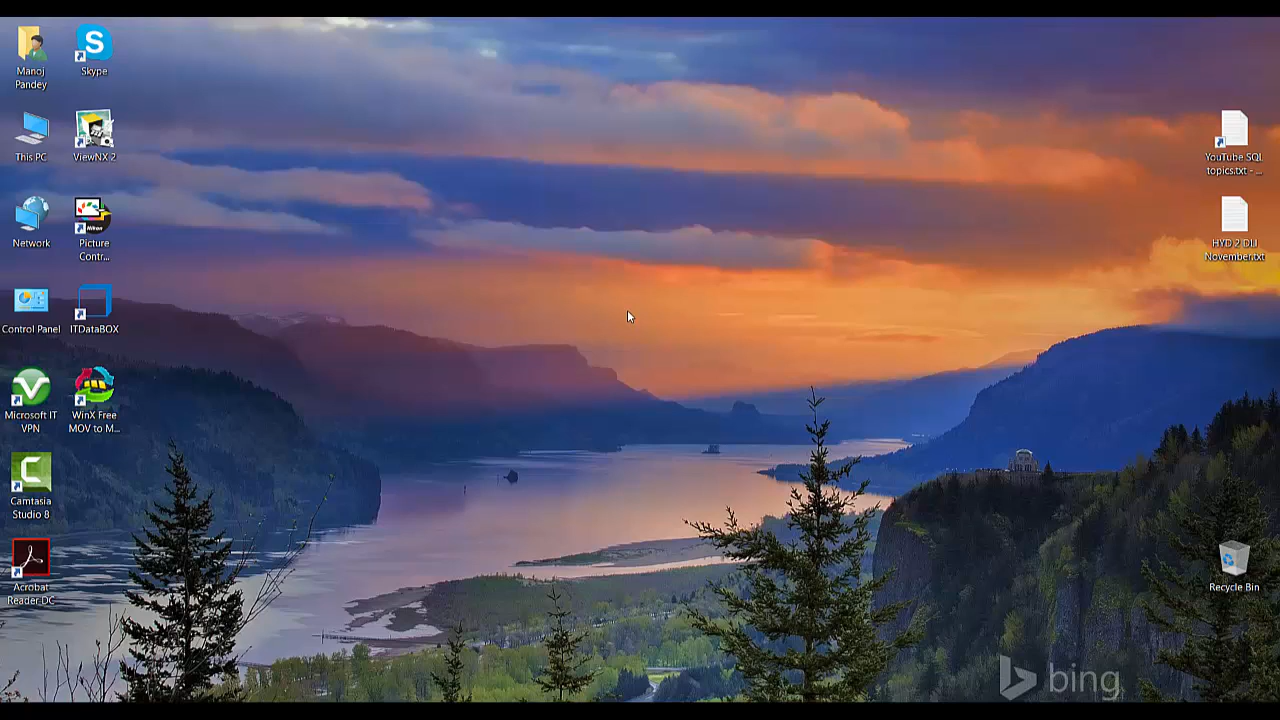 Manoj
Pandey
Skype
This PC
ViewNX 2
Network
Picture
Contr...
Nikon
Control Panel
ITDataBOX
Microsoft IT
VPN
WinX Free
MOV to M...
Camtasia
Studio 8
Acrobat
Reader DC
YouTube SQL
topics.txt - ...
HYD 2 DLI
November.txt
Recycle Bin
bing